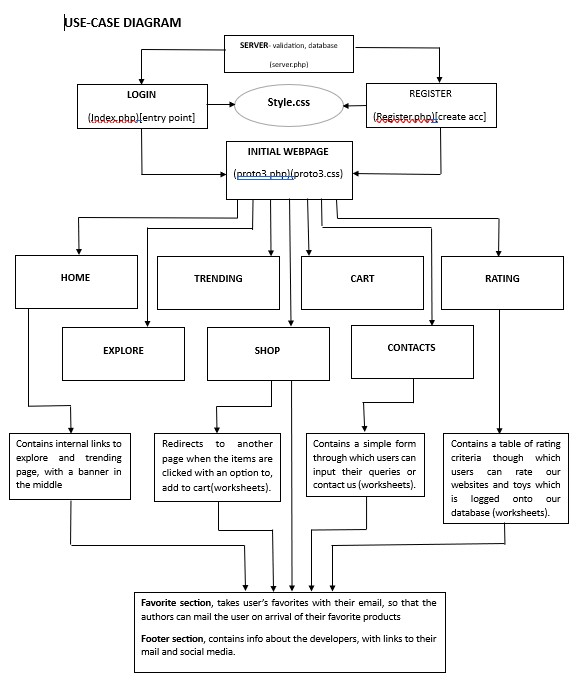 USE-CASE DIAGRAM
SERVER- validation, database
(server.php)
LOGIN
(Index.php)[entry point]
Style.css
REGISTER
(Register.php)[create acc]
INITIAL WEBPAGE
(proto3.php)(proto3.css)
HOME
TRENDING
CART
RATING
EXPLORE
SHOP
CONTACTS
Contains internal links to
explore and trending
page, with a banner in
the middle
Redirects to another
page when the items are
clicked with an option to,
add to cart(worksheets).
Contains a simple form
through which users can
input their queries or
contact us (worksheets).
Contains a table of rating
criteria though which
users can rate our
websites and toys which
is logged onto our
database (worksheets).
Favorite section, takes user's favorites with their email, so that the
authors can mail the user on arrival of their favorite products
Footer section, contains info about the developers, with links to their
mail and social media.